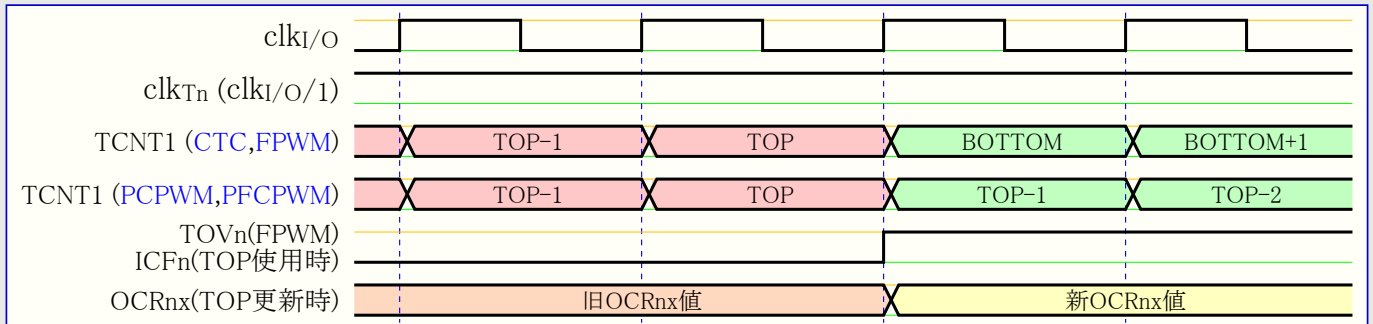 clkI/O
clkTn (clkI/O/1)
TCNT1 (CTC,FPWM) TOP-1 TOP BOTTOM BOTTOM+1
TCNT1 (PCPWM,PFCPWM) TOP-1 TOP TOP-1 TOP-2
TOVn(FPWM)
ICFn(TOP使用時)
OCRnx(TOP更新時) 旧OCRnx値 新OCRnx値